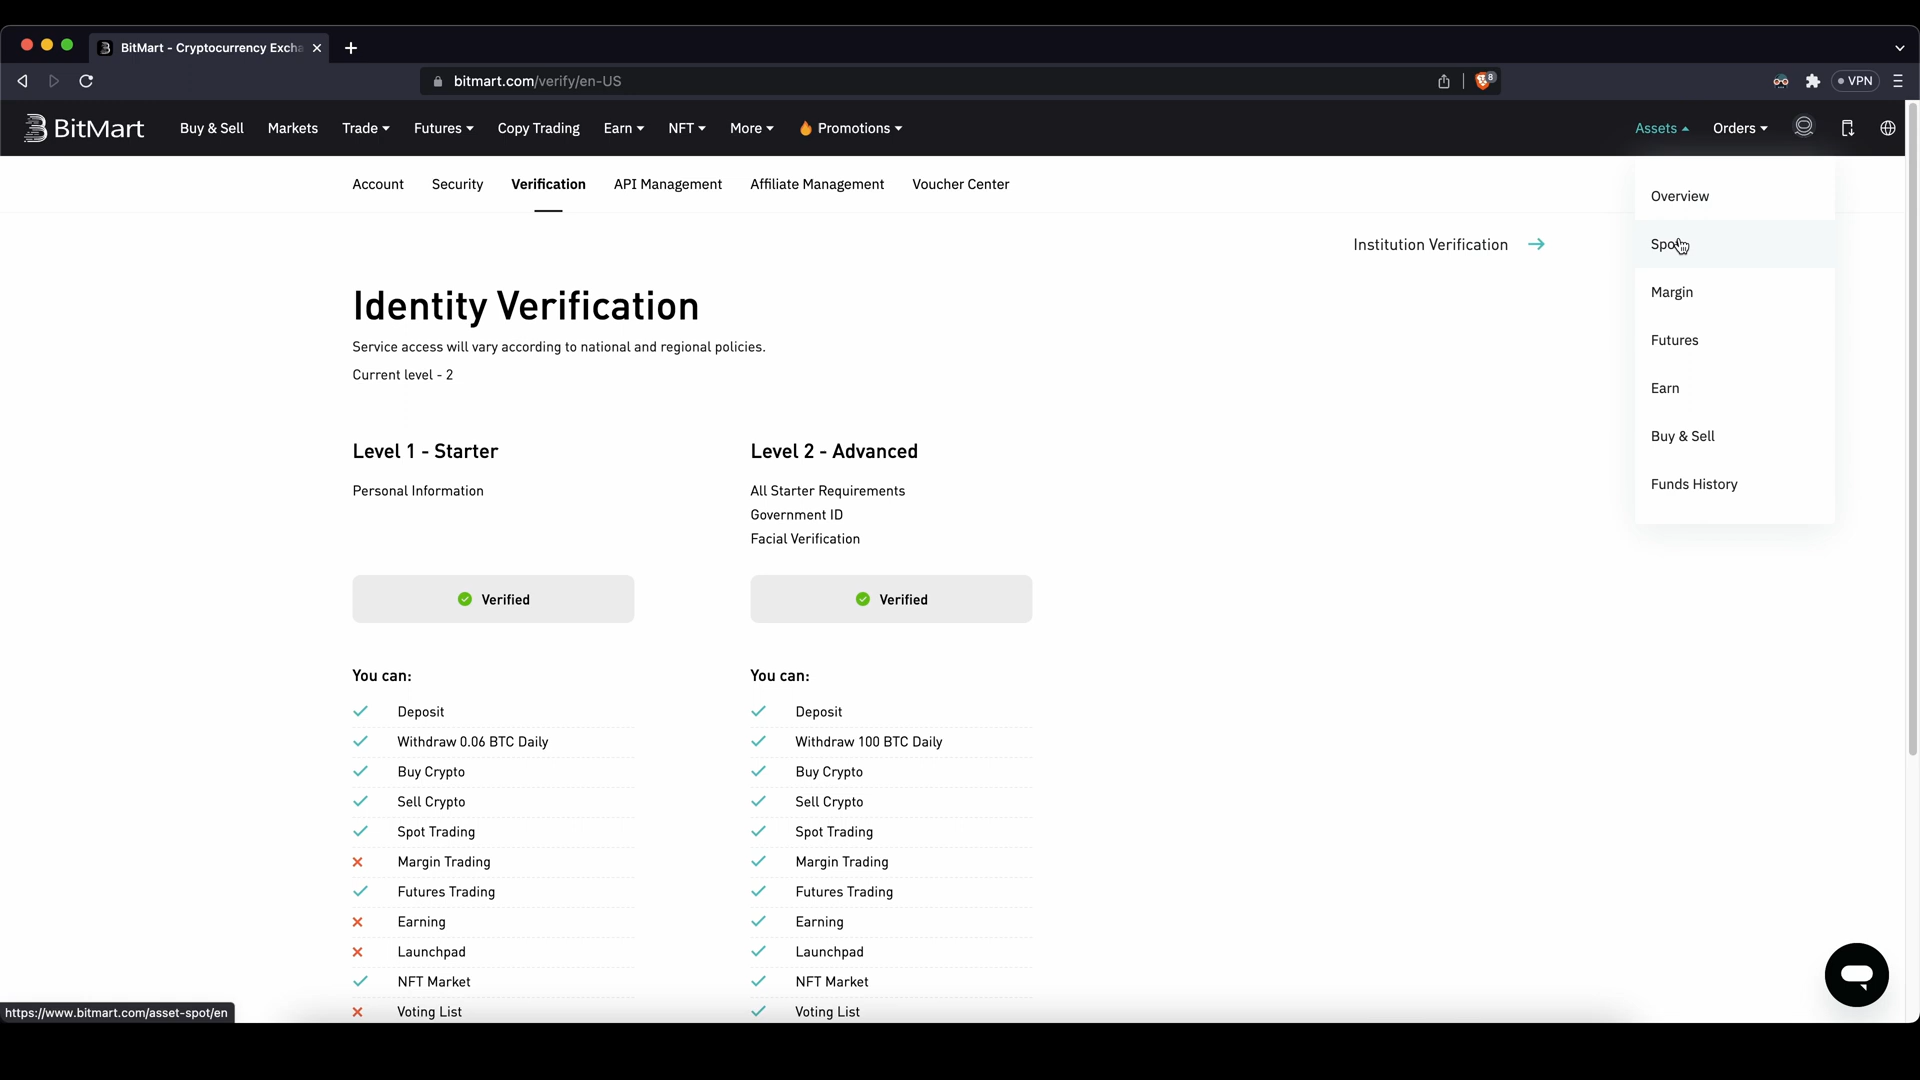 BitMart - Cryptocurrency Excha
bitmart.com/verify/en-US
8
VPN
BitMart
Buy & Sell
Markets
Trade
Futures
Copy Trading
Earn
NFT
More
Promotions
Assets
Orders
Account
Security
Verification
API Management
Affiliate Management
Voucher Center
Overview
Spot
Margin
Futures
Earn
Buy & Sell
Funds History
Institution Verification
Identity Verification
Service access will vary according to national and regional policies.
Current level - 2
Level 1 - Starter
Personal Information
Verified
You can:
Deposit
Withdraw 0.06 BTC Daily
Buy Crypto
Sell Crypto
Spot Trading
Margin Trading
Futures Trading
Earning
Launchpad
NFT Market
Voting List
Level 2 - Advanced
All Starter Requirements
Government ID
Facial Verification
Verified
You can:
Deposit
Withdraw 100 BTC Daily
Buy Crypto
Sell Crypto
Spot Trading
Margin Trading
Futures Trading
Earning
Launchpad
NFT Market
Voting List
https://www.bitmart.com/asset-spot/en